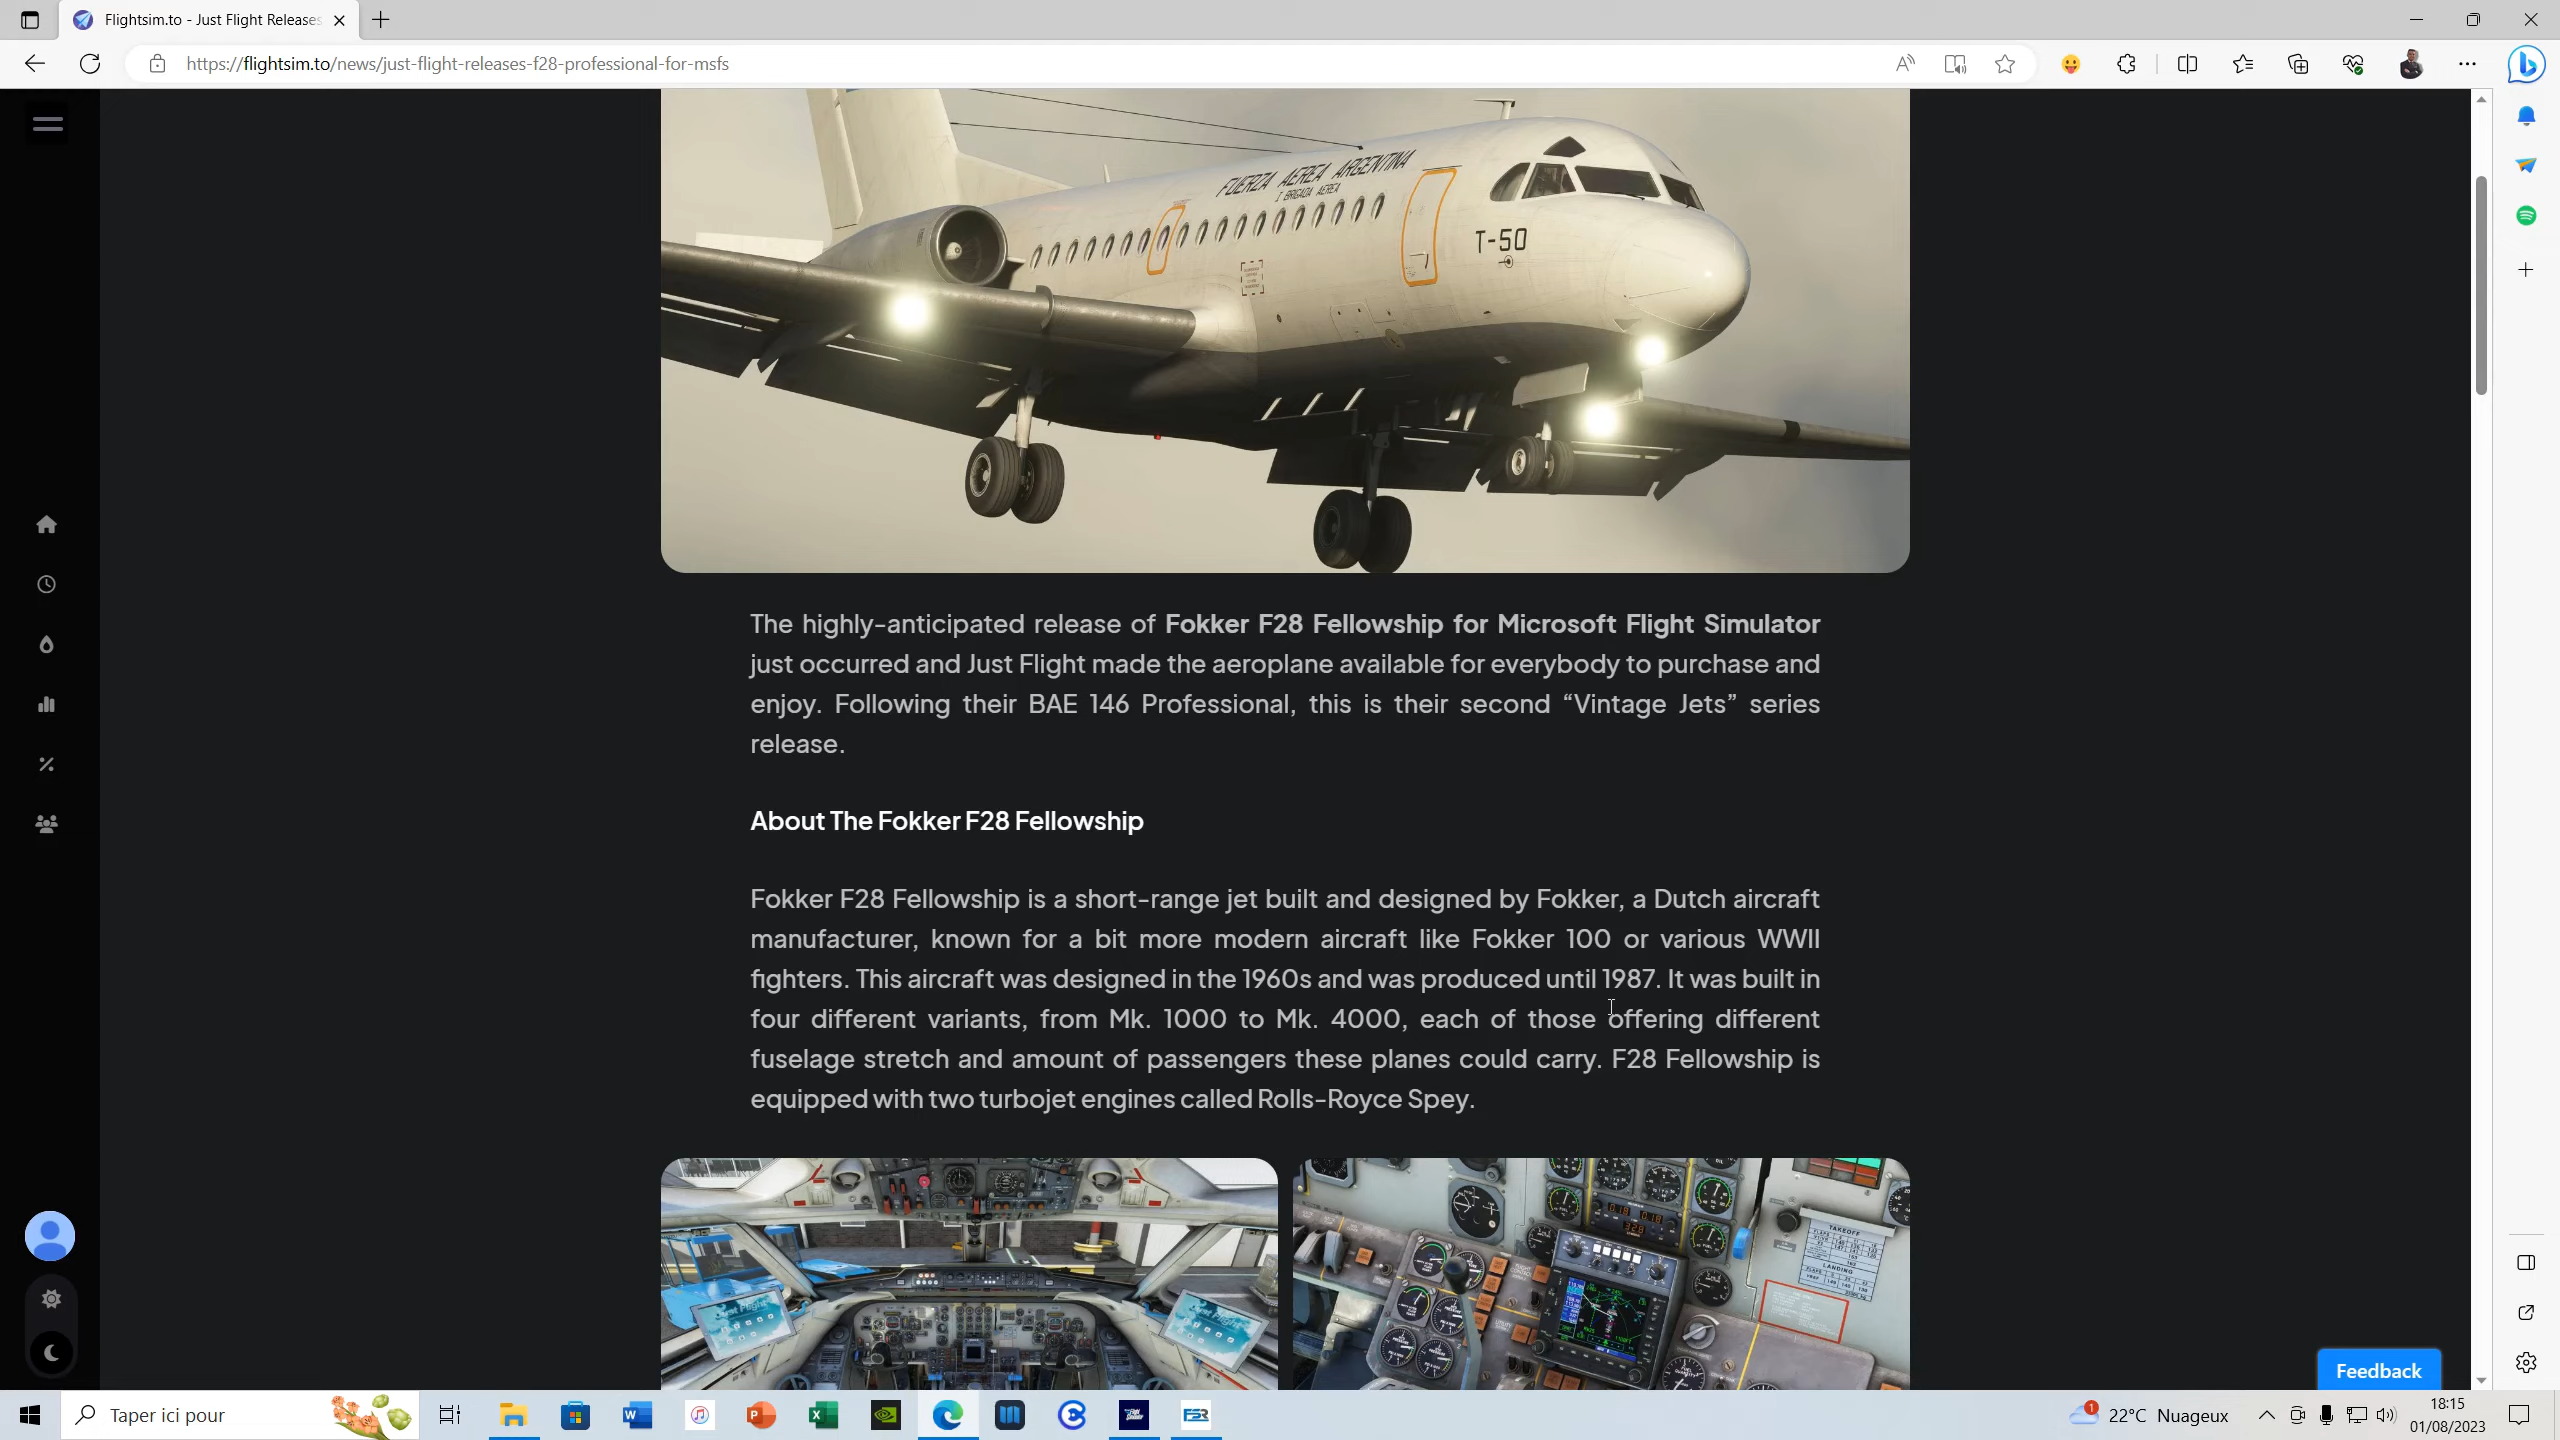 Flightsim.to - Just Flight Releases
https://flightsim.to/news/just-flight-releases-f28-professional-for-msfs
FUERZA AEREA ARGENTINA
I BRIGADA AEREA
T-50
The highly-anticipated release of Fokker F28 Fellowship for Microsoft Flight Simulator
just occurred and Just Flight made the aeroplane available for everybody to purchase and
enjoy. Following their BAE 146 Professional, this is their second “Vintage Jets” series
release.
About The Fokker F28 Fellowship
Fokker F28 Fellowship is a short-range jet built and designed by Fokker, a Dutch aircraft
manufacturer, known for a bit more modern aircraft like Fokker 100 or various WWII
fighters. This aircraft was designed in the 1960s and was produced until 1987. It was built in
four different variants, from Mk. 1000 to Mk. 4000, each of those offering different
fuselage stretch and amount of passengers these planes could carry. F28 Fellowship is
equipped with two turbojet engines called Rolls-Royce Spey.
Just Flight
Just Flight
TAKEOFF
LANDING
Feedback
Taper ici pour
1
22°C Nuageux
18:15
01/08/2023